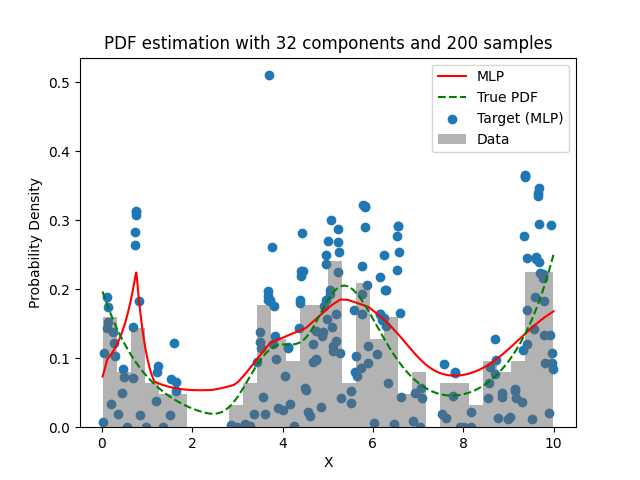 PDF estimation with 32 components and 200 samples
MLP
True PDF
Target (MLP)
Data
Probability Density
0.5
0.4
0.3
0.2
0.1
0.0
0 2 4 6 8 10
X